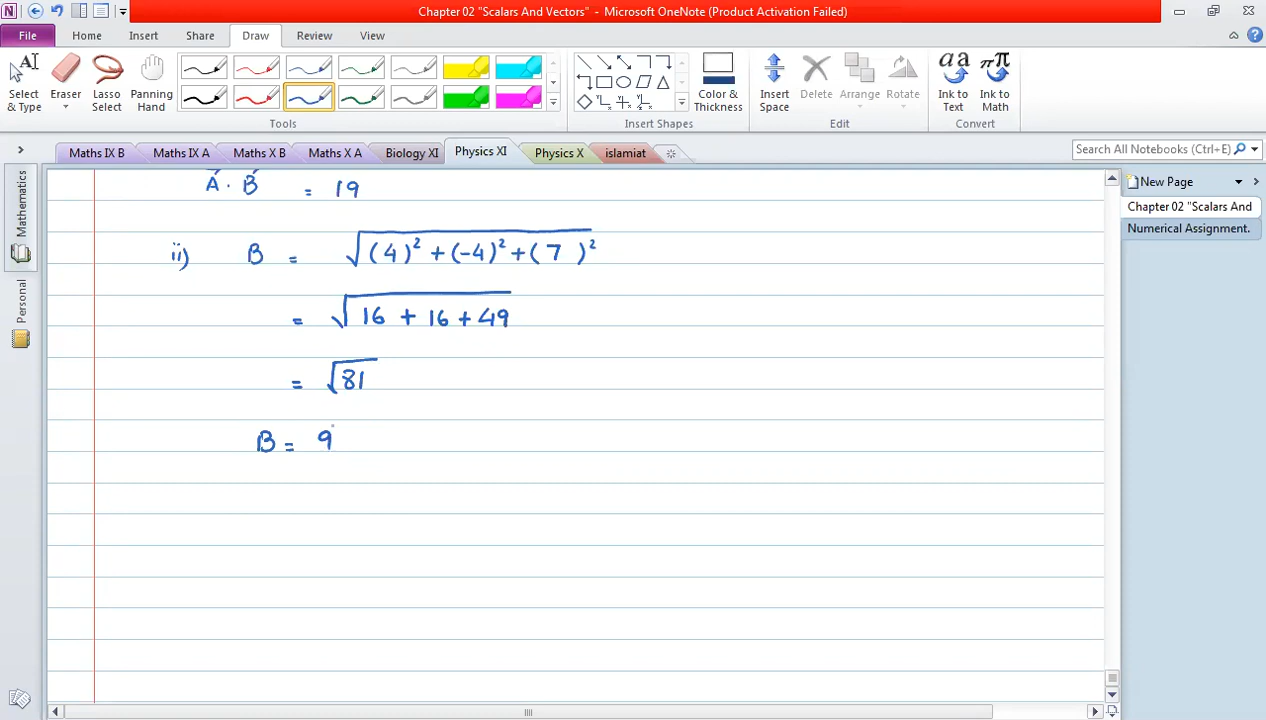 Chapter 02 "Scalars And Vectors" - Microsoft OneNote (Product Activation Failed)
File Home Insert Share Draw Review View
Select & Type
Eraser
Lasso Select
Panning Hand
Color & Thickness
Insert Space
Delete
Arrange
Rotate
Ink to Text
Ink to Math
Tools Insert Shapes Edit Convert
Maths IX B Maths IX A Maths X B Maths X A Biology XI Physics XI Physics X islamiat
Search All Notebooks (Ctrl+E)
New Page
Chapter 02 "Scalars And
Numerical Assignment.
Mathematics
Personal
A⃗ · B⃗ = 19
ii) B = √(4)² + (-4)² + (7)²
= √16 + 16 + 49
= √81
B = 9